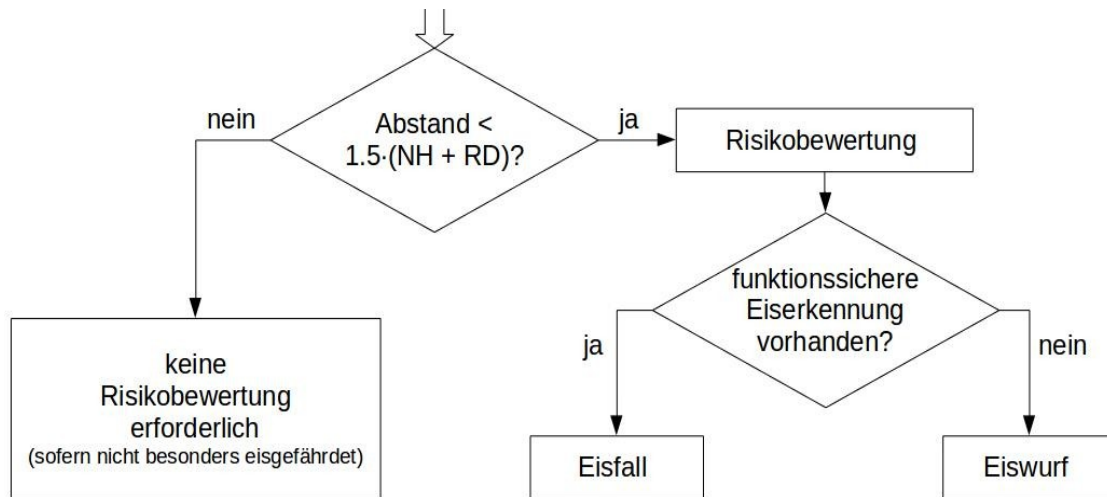 nein
Abstand <
1.5·(NH + RD)?
ja
Risikobewertung
funktionssichere
Eiserkennung
vorhanden?
ja
nein
keine
Risikobewertung
erforderlich
(sofern nicht besonders eisgefährdet)
Eisfall
Eiswurf